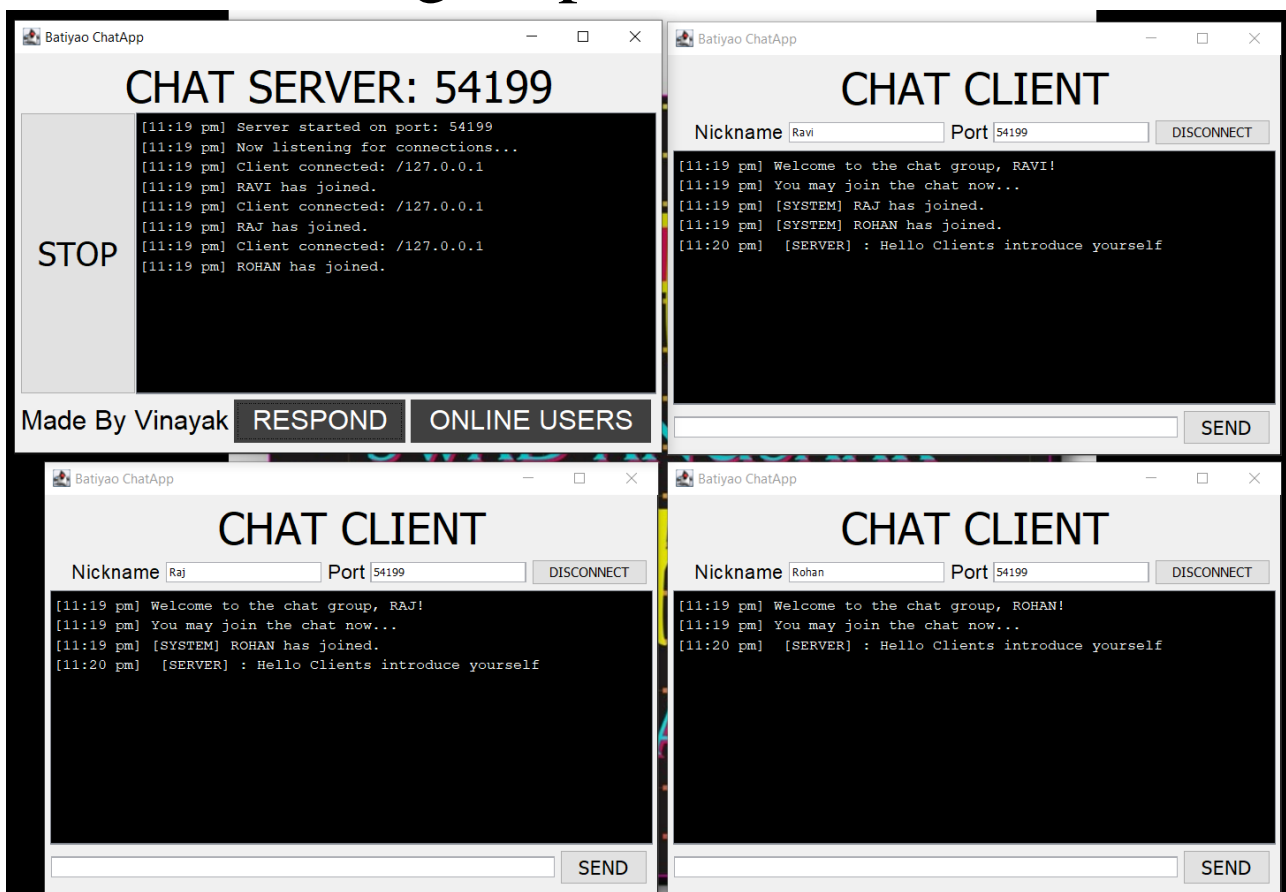 Batiyao ChatApp
CHAT SERVER: 54199
STOP
[11:19 pm] Server started on port: 54199
[11:19 pm] Now listening for connections...
[11:19 pm] Client connected: /127.0.0.1
[11:19 pm] RAVI has joined.
[11:19 pm] Client connected: /127.0.0.1
[11:19 pm] RAJ has joined.
[11:19 pm] Client connected: /127.0.0.1
[11:19 pm] ROHAN has joined.
Made By Vinayak RESPOND ONLINE USERS
Batiyao ChatApp
CHAT CLIENT
Nickname Ravi Port 54199 DISCONNECT
[11:19 pm] Welcome to the chat group, RAVI!
[11:19 pm] You may join the chat now...
[11:19 pm] [SYSTEM] RAJ has joined.
[11:19 pm] [SYSTEM] ROHAN has joined.
[11:20 pm]  [SERVER] : Hello Clients introduce yourself
SEND
Batiyao ChatApp
CHAT CLIENT
Nickname Raj Port 54199 DISCONNECT
[11:19 pm] Welcome to the chat group, RAJ!
[11:19 pm] You may join the chat now...
[11:19 pm] [SYSTEM] ROHAN has joined.
[11:20 pm]  [SERVER] : Hello Clients introduce yourself
SEND
Batiyao ChatApp
CHAT CLIENT
Nickname Rohan Port 54199 DISCONNECT
[11:19 pm] Welcome to the chat group, ROHAN!
[11:19 pm] You may join the chat now...
[11:20 pm]  [SERVER] : Hello Clients introduce yourself
SEND